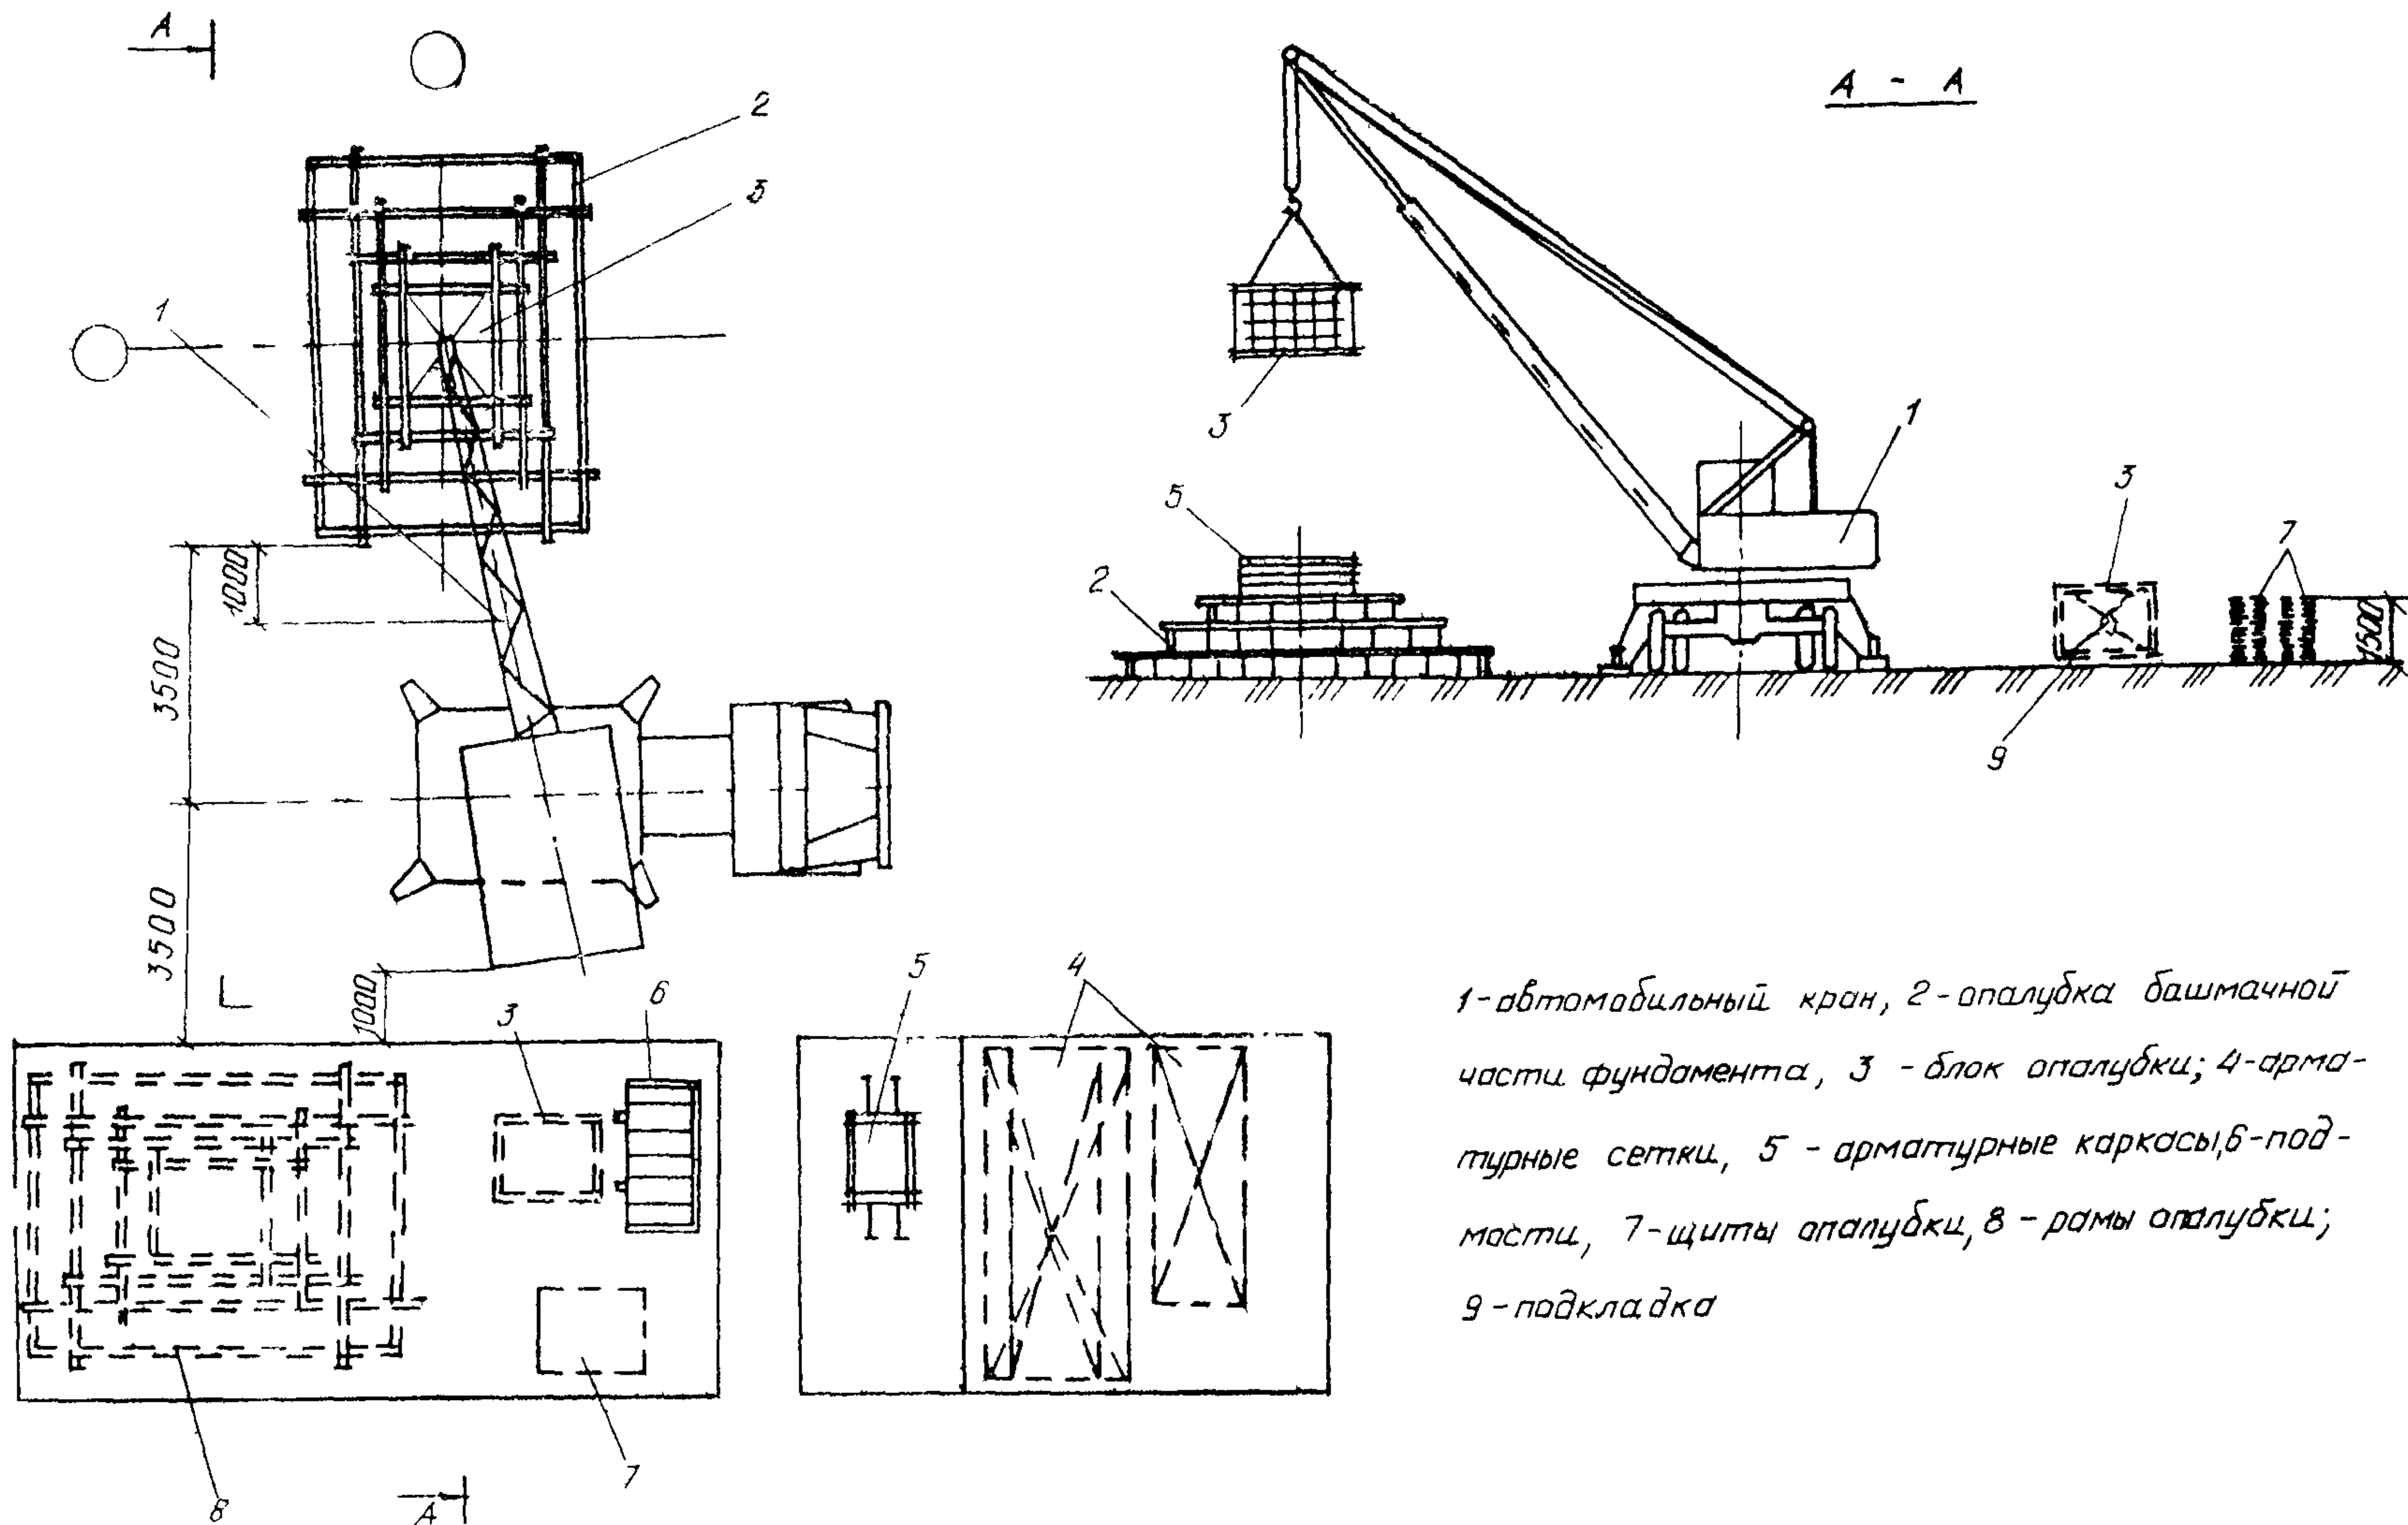 А
А - А
2
5
1
3
1
1000
3500
5
2
3
7
1500
9
3500
1000
3
6
5
4
8
7
А
1-автомобильный кран, 2-опалубка башмачной
части фундамента, 3 - блок опалубки; 4-арма-
турные сетки, 5 - арматурные каркасы,6-под-
мости, 7-щиты опалубки, 8 - рамы опалубки;
9-подкладка